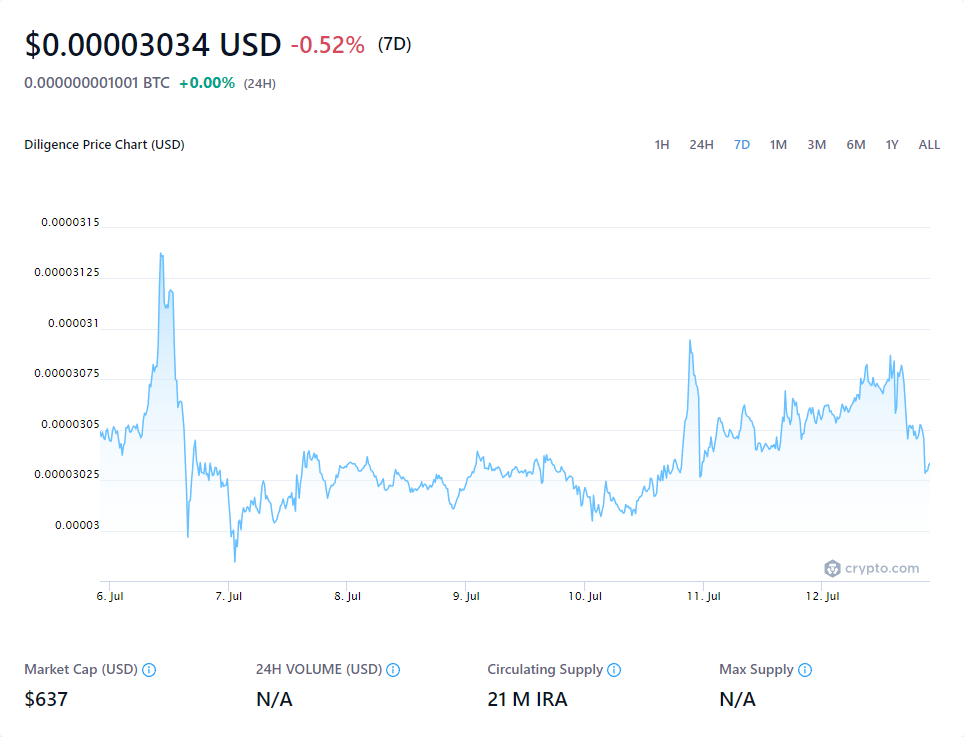 $0.00003034 USD -0.52% (7D)
0.000000001001 BTC +0.00% (24H)
Diligence Price Chart (USD) 1H 24H 7D 1M 3M 6M 1Y ALL
0.0000315
0.00003125
0.000031
0.00003075
0.0000305
0.00003025
0.00003
crypto.com
6. Jul 7. Jul 8. Jul 9. Jul 10. Jul 11. Jul 12. Jul
Market Cap (USD) 24H VOLUME (USD) Circulating Supply Max Supply
$637 N/A 21 M IRA N/A